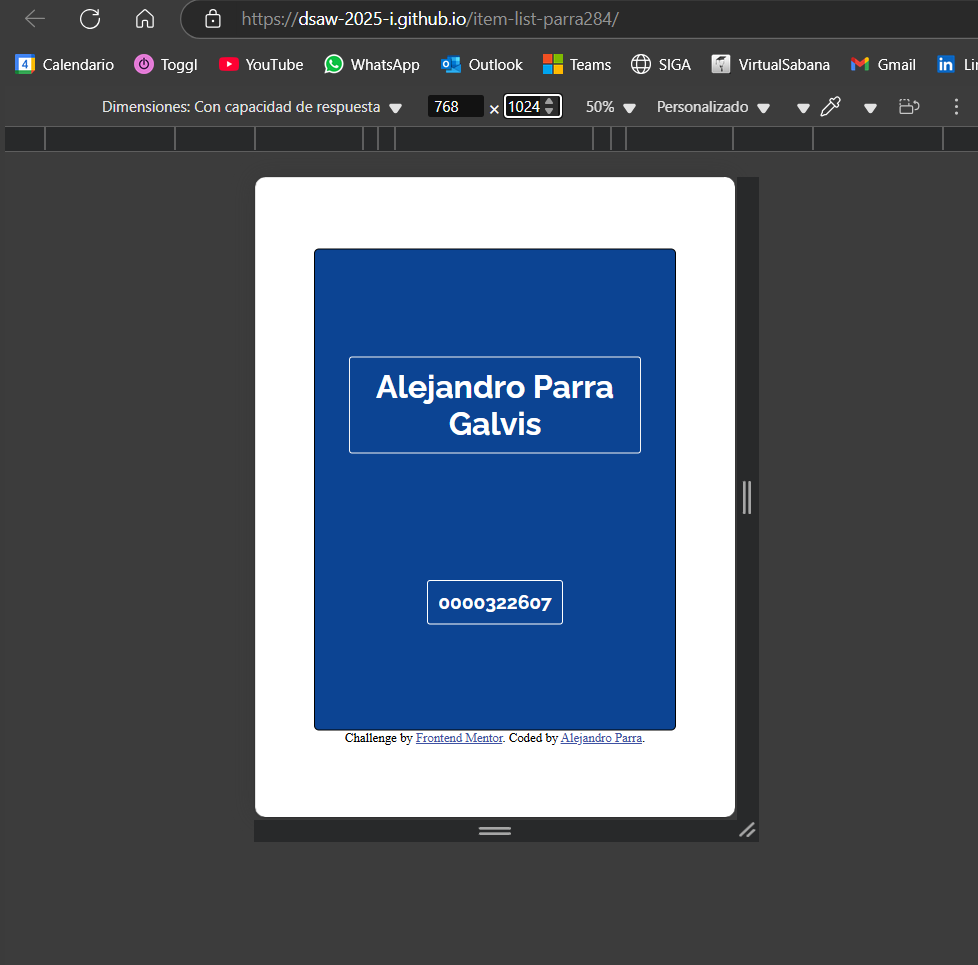 https://dsaw-2025-i.github.io/item-list-parra284/
4 Calendario Toggl YouTube WhatsApp Outlook Teams SIGA VirtualSabana Gmail in
Dimensiones: Con capacidad de respuesta 768 × 1024 50% Personalizado
Alejandro Parra
Galvis
0000322607
Challenge by Frontend Mentor. Coded by Alejandro Parra.